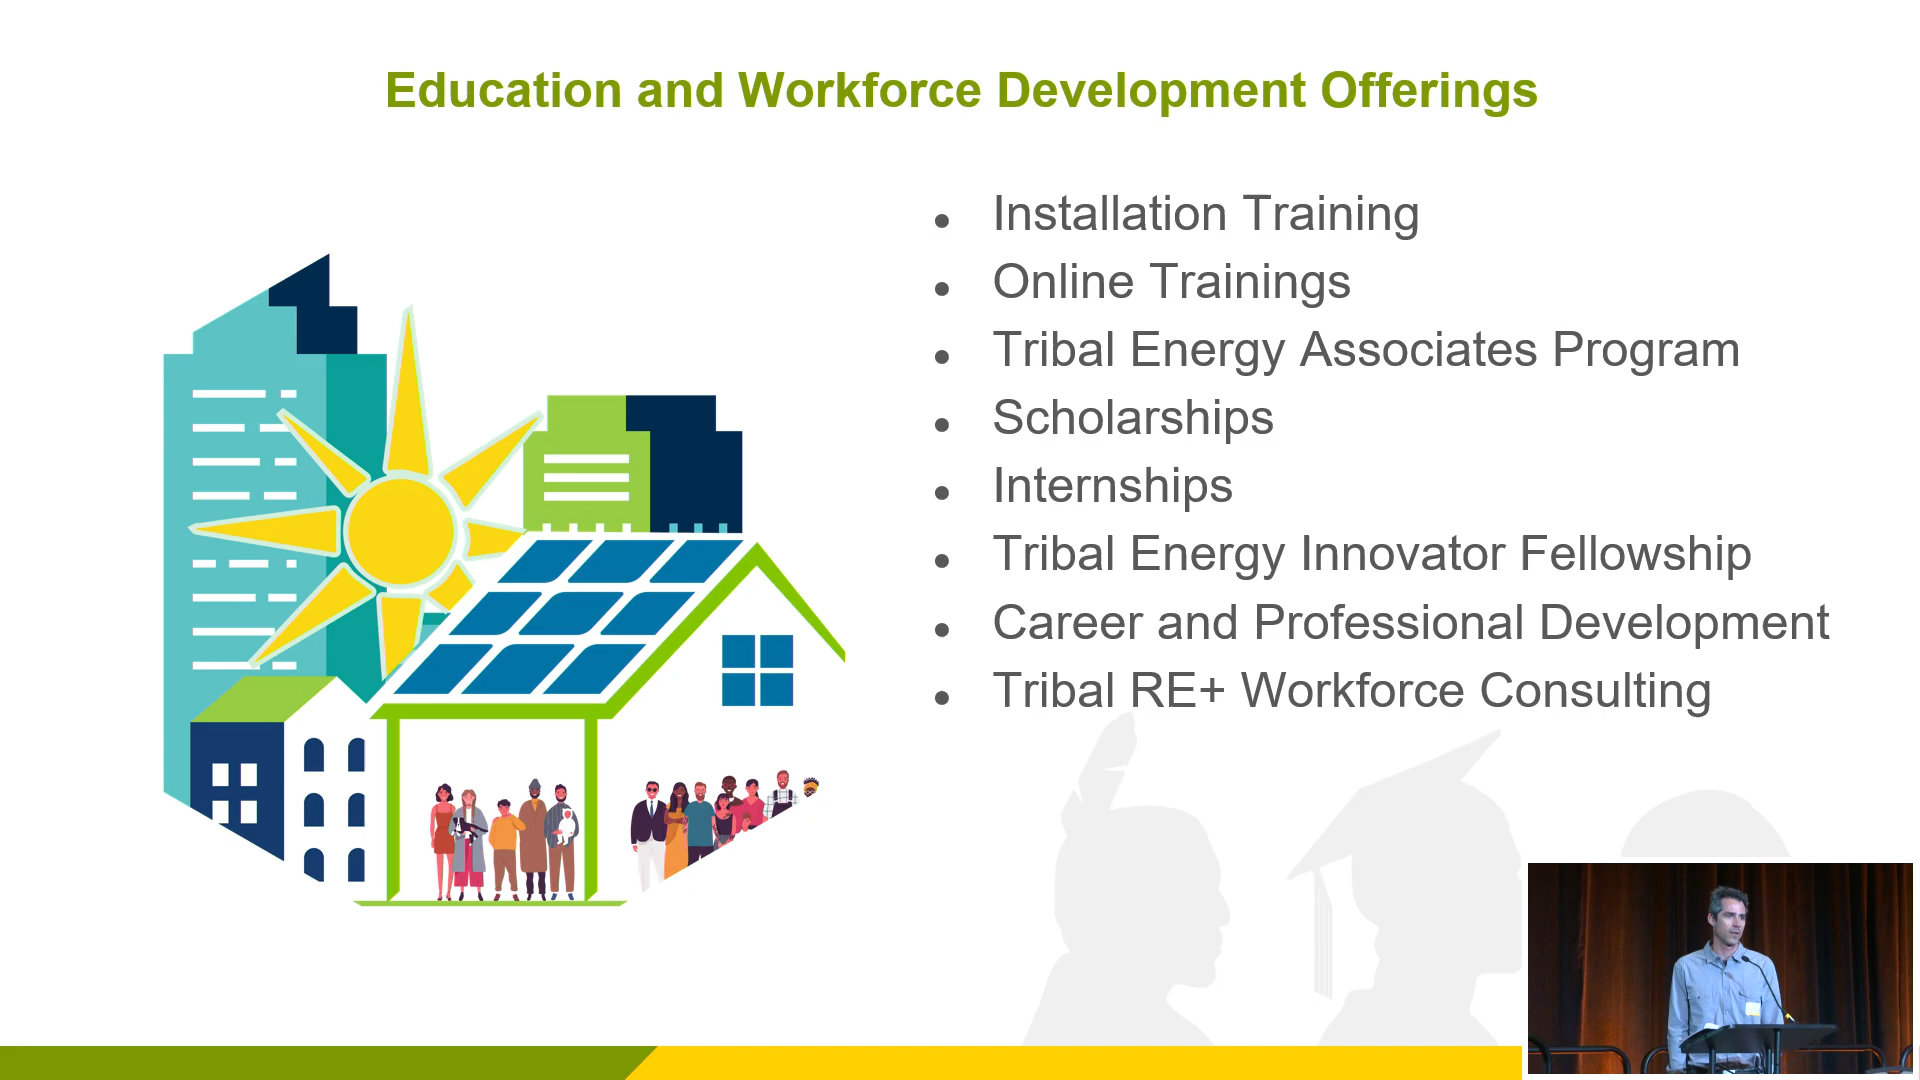 Education and Workforce Development Offerings
Installation Training
Online Trainings
Tribal Energy Associates Program
Scholarships
Internships
Tribal Energy Innovator Fellowship
Career and Professional Development
Tribal RE+ Workforce Consulting